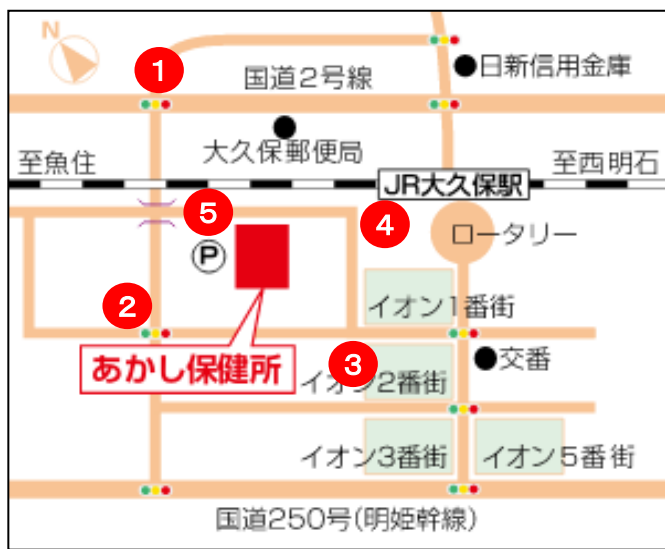 N
1
国道2号線
日新信用金庫
大久保郵便局
至魚住
至西明石
JR大久保駅
5
4
ロータリー
P
2
イオン1番街
あかし保健所
3
交番
イオン2番街
イオン3番街
イオン5番街
国道250号(明姫幹線)